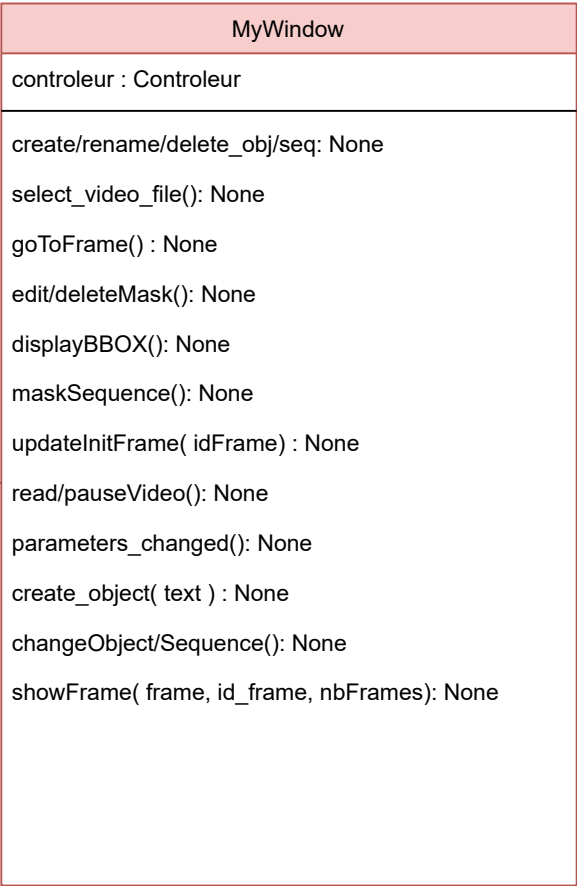 MyWindow
controleur : Controleur
create/rename/delete_obj/seq: None
select_video_file(): None
goToFrame() : None
edit/deleteMask(): None
displayBBOX(): None
maskSequence(): None
updateInitFrame( idFrame) : None
read/pauseVideo(): None
parameters_changed(): None
create_object( text ) : None
changeObject/Sequence(): None
showFrame( frame, id_frame, nbFrames): None